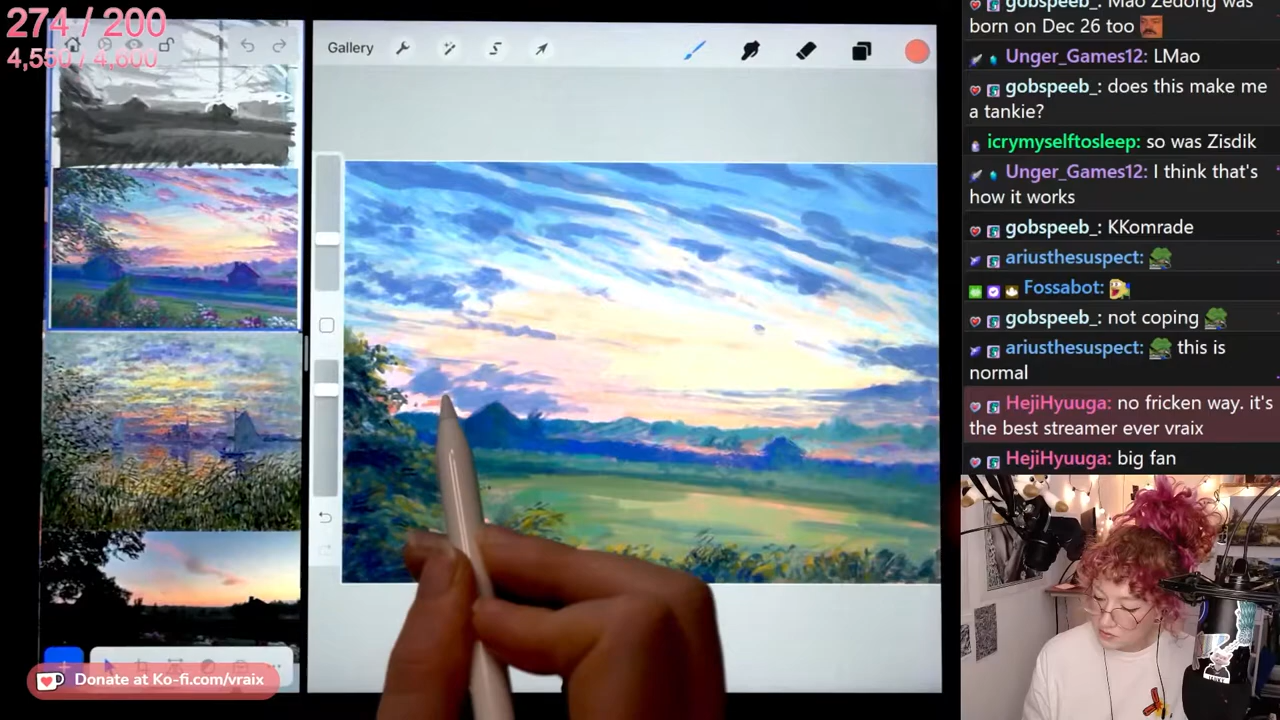 274 / 200
4,550 / 4,600
Gallery
Donate at Ko-fi.com/vraix
gobspeeb_: Mao Zedong was
born on Dec 26 too
Unger_Games12: LMao
gobspeeb_: does this make me
a tankie?
icrymyselftosleep: so was Zisdik
Unger_Games12: I think that's
how it works
gobspeeb_: KKomrade
ariusthesuspect:
Fossabot:
gobspeeb_: not coping
ariusthesuspect: this is
normal
HejiHyuuga: no fricken way. it's
the best streamer ever vraix
HejiHyuuga: big fan